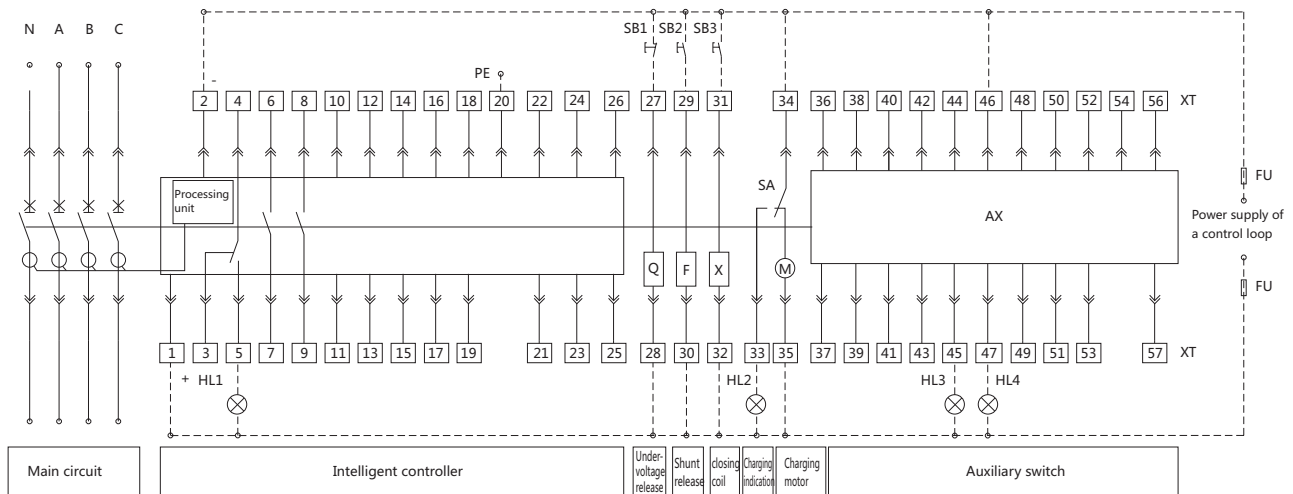 N A B C
SB1 SB2 SB3
PE
-
2 4 6 8 10 12 14 16 18 20 22 24 26 27 29 31 34 36 38 40 42 44 46 48 50 52 54 56 XT
Processing
unit
SA
AX
FU
Power supply of
a control loop
Q F X M
FU
1 3 5 7 9 11 13 15 17 19 21 23 25 28 30 32 33 35 37 39 41 43 45 47 49 51 53 57 XT
+ HL1 HL2 HL3 HL4
Main circuit
Intelligent controller
Under-
voltage
release
Shunt
release
closing
coil
Charging
indication
Charging
motor
Auxiliary switch